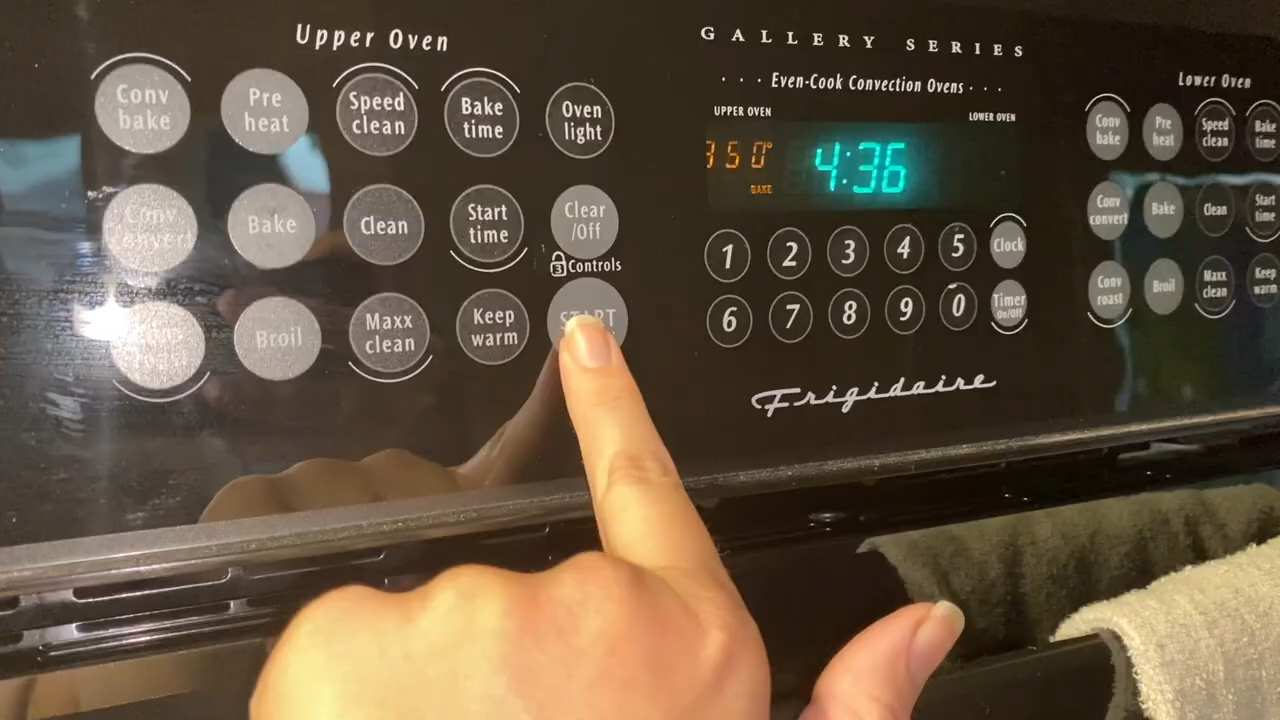 Upper Oven
Conv bake
Pre heat
Speed clean
Bake time
Oven light
Conv convert
Bake
Clean
Start time
Clear /Off
3 Controls
Broil
Maxx clean
Keep warm
START
GALLERY SERIES
· · · Even-Cook Convection Ovens · · ·
UPPER OVEN
LOWER OVEN
350°
BAKE
4:36
1 2 3 4 5 Clock
6 7 8 9 0 Timer On/Off
Frigidaire
Lower Oven
Conv bake
Pre heat
Speed clean
Bake time
Conv convert
Bake
Clean
Start time
Conv roast
Broil
Maxx clean
Keep warm